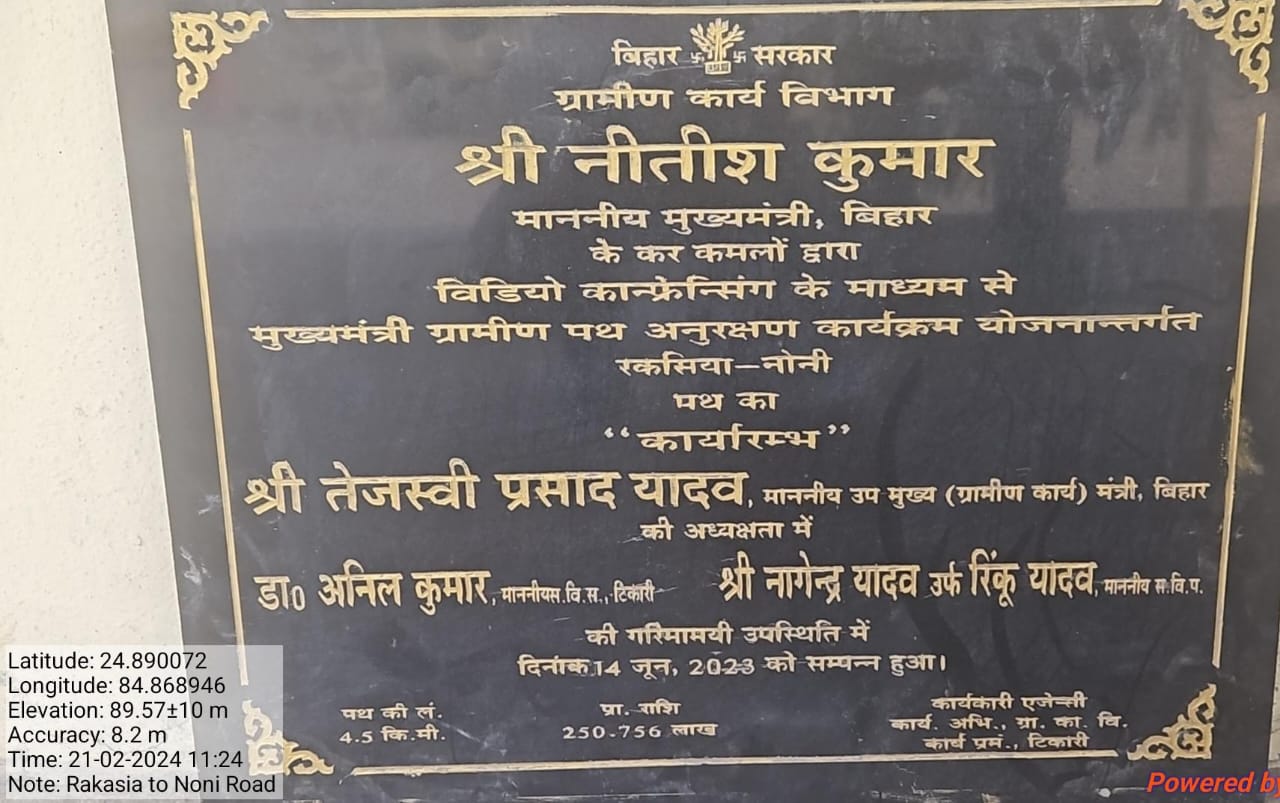 बिहार सरकार
ग्रामीण कार्य विभाग
श्री नीतीश कुमार
माननीय मुख्यमंत्री, बिहार
के कर कमलों द्वारा
विडियो कान्फ्रेन्सिंग के माध्यम से
मुख्यमंत्री ग्रामीण पथ अनुरक्षण कार्यक्रम योजनान्तर्गत
रकसिया–नोनी
पथ का
“कार्यारम्भ”
श्री तेजस्वी प्रसाद यादव, माननीय उप मुख्य (ग्रामीण कार्य) मंत्री, बिहार
की अध्यक्षता में
डा0 अनिल कुमार, माननीयस.वि.स., टिकारी श्री नागेन्द्र यादव उर्फ रिंकू यादव, माननीय स.वि.प.
की गरिमामयी उपस्थिति में
दिनांक 14 जून, 2023 को सम्पन्न हुआ।
पथ की लं.
4.5 कि.मी.
प्रा. राशि
250.756 लाख
कार्यकारी एजेन्सी
कार्य. अभि., ग्रा. का. वि.
कार्य प्रमं., टिकारी
Latitude: 24.890072
Longitude: 84.868946
Elevation: 89.57±10 m
Accuracy: 8.2 m
Time: 21-02-2024 11:24
Note: Rakasia to Noni Road
Powered by